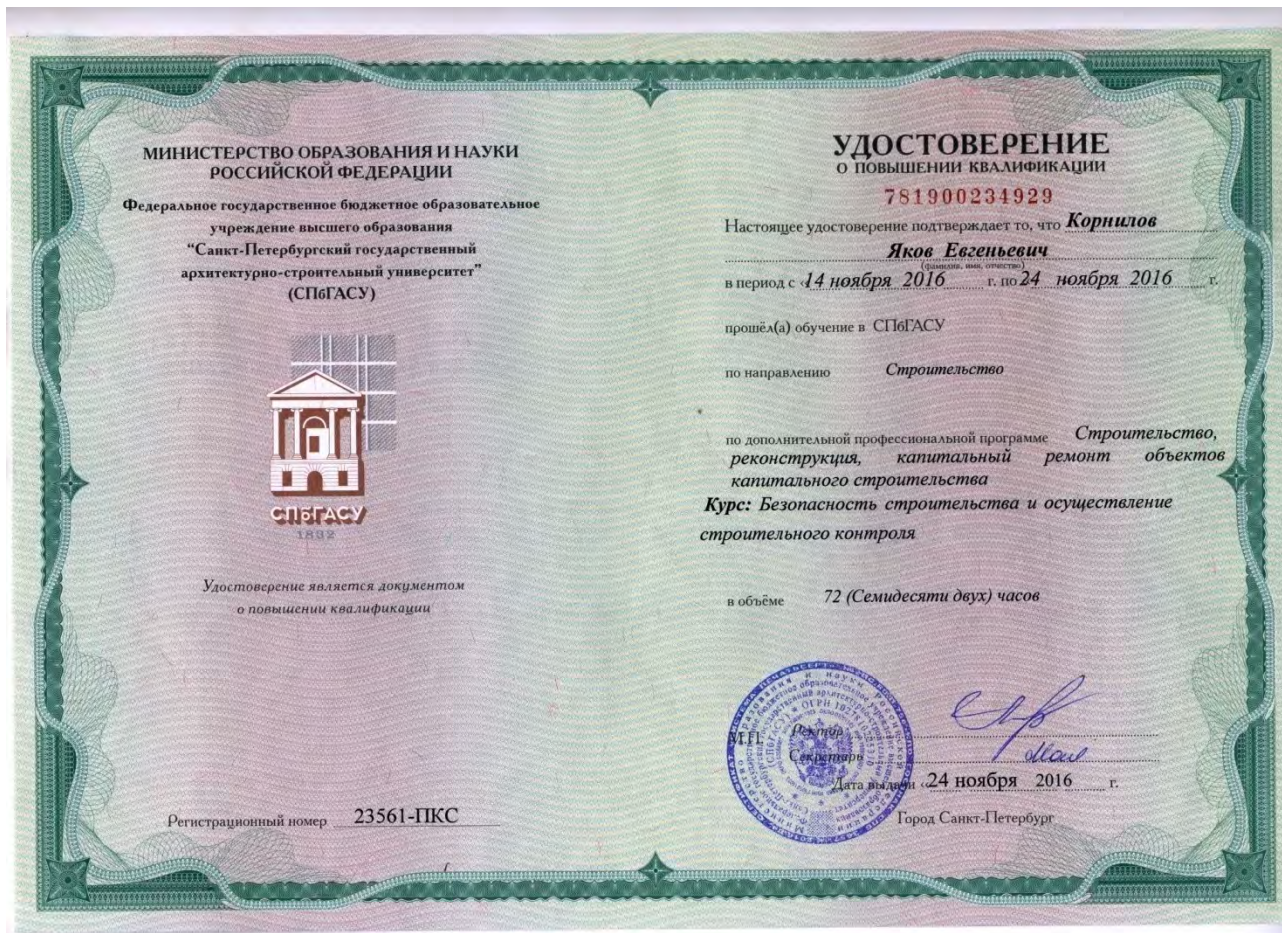 МИНИСТЕРСТВО ОБРАЗОВАНИЯ И НАУКИ
РОССИЙСКОЙ ФЕДЕРАЦИИ
Федеральное государственное бюджетное образовательное
учреждение высшего образования
“Санкт-Петербургский государственный
архитектурно-строительный университет”
(СПбГАСУ)
СПбГАСУ
1832
Удостоверение является документом
о повышении квалификации
Регистрационный номер 23561-ПКС
УДОСТОВЕРЕНИЕ
О ПОВЫШЕНИИ КВАЛИФИКАЦИИ
781900234929
Настоящее удостоверение подтверждает то, что Корнилов
Яков Евгеньевич
(фамилия, имя, отчество)
в период с «14 ноября 2016 г. по 24 ноября 2016 г.
прошёл(а) обучение в СПбГАСУ
по направлению Строительство
по дополнительной профессиональной программе Строительство,
реконструкция, капитальный ремонт объектов
капитального строительства
Курс: Безопасность строительства и осуществление
строительного контроля
в объёме 72 (Семидесяти двух) часов
М.П. Ректор
Секретарь
Дата выдачи «24 ноября 2016 г.
Город Санкт-Петербург